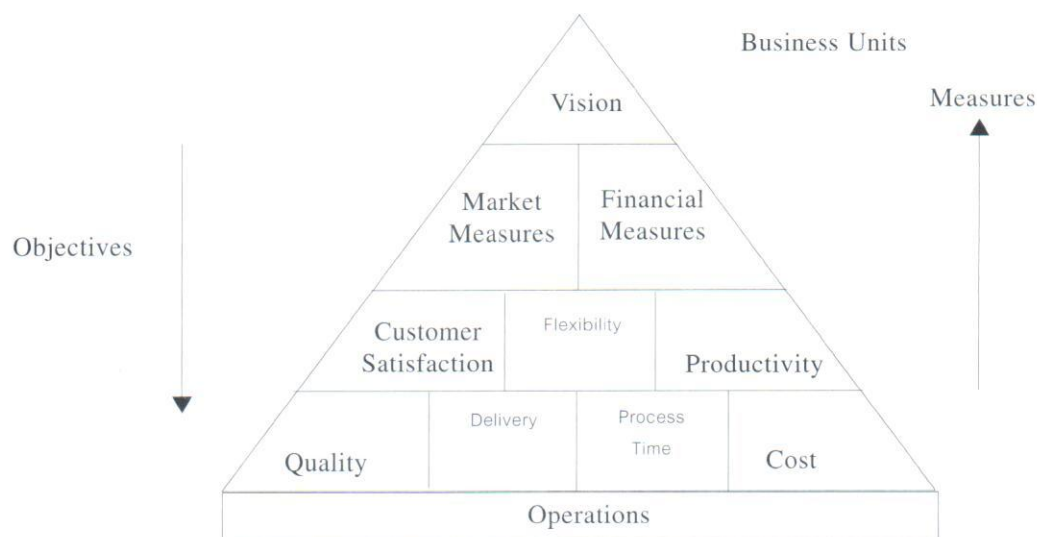 Business Units
Vision
Measures
Market
Measures
Financial
Measures
Objectives
Customer
Satisfaction
Flexibility
Productivity
Quality
Delivery
Process
Time
Cost
Operations